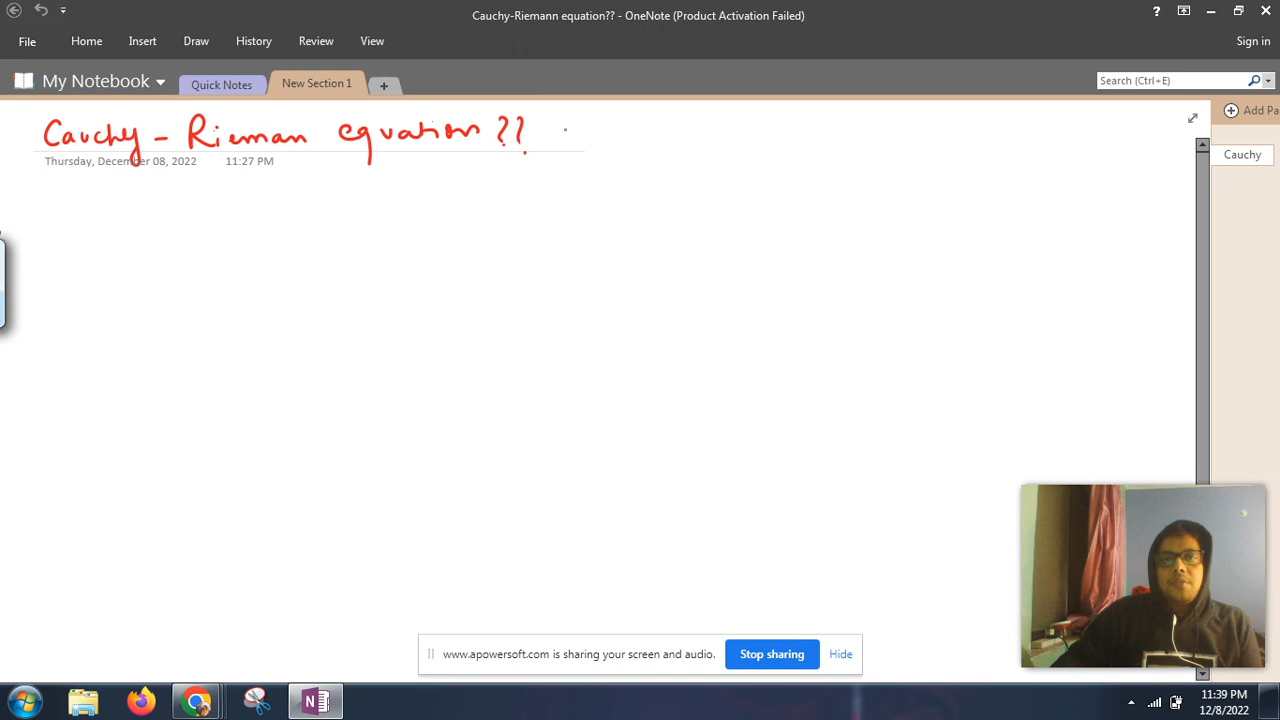 Cauchy-Riemann equation?? - OneNote (Product Activation Failed)
?
File Home Insert Draw History Review View Sign in
My Notebook Quick Notes New Section 1 + Search (Ctrl+E)
Add Pa
Cauchy - Rieman equation ??
Cauchy
Thursday, December 08, 2022 11:27 PM
www.apowersoft.com is sharing your screen and audio. Stop sharing Hide
N
11:39 PM
12/8/2022